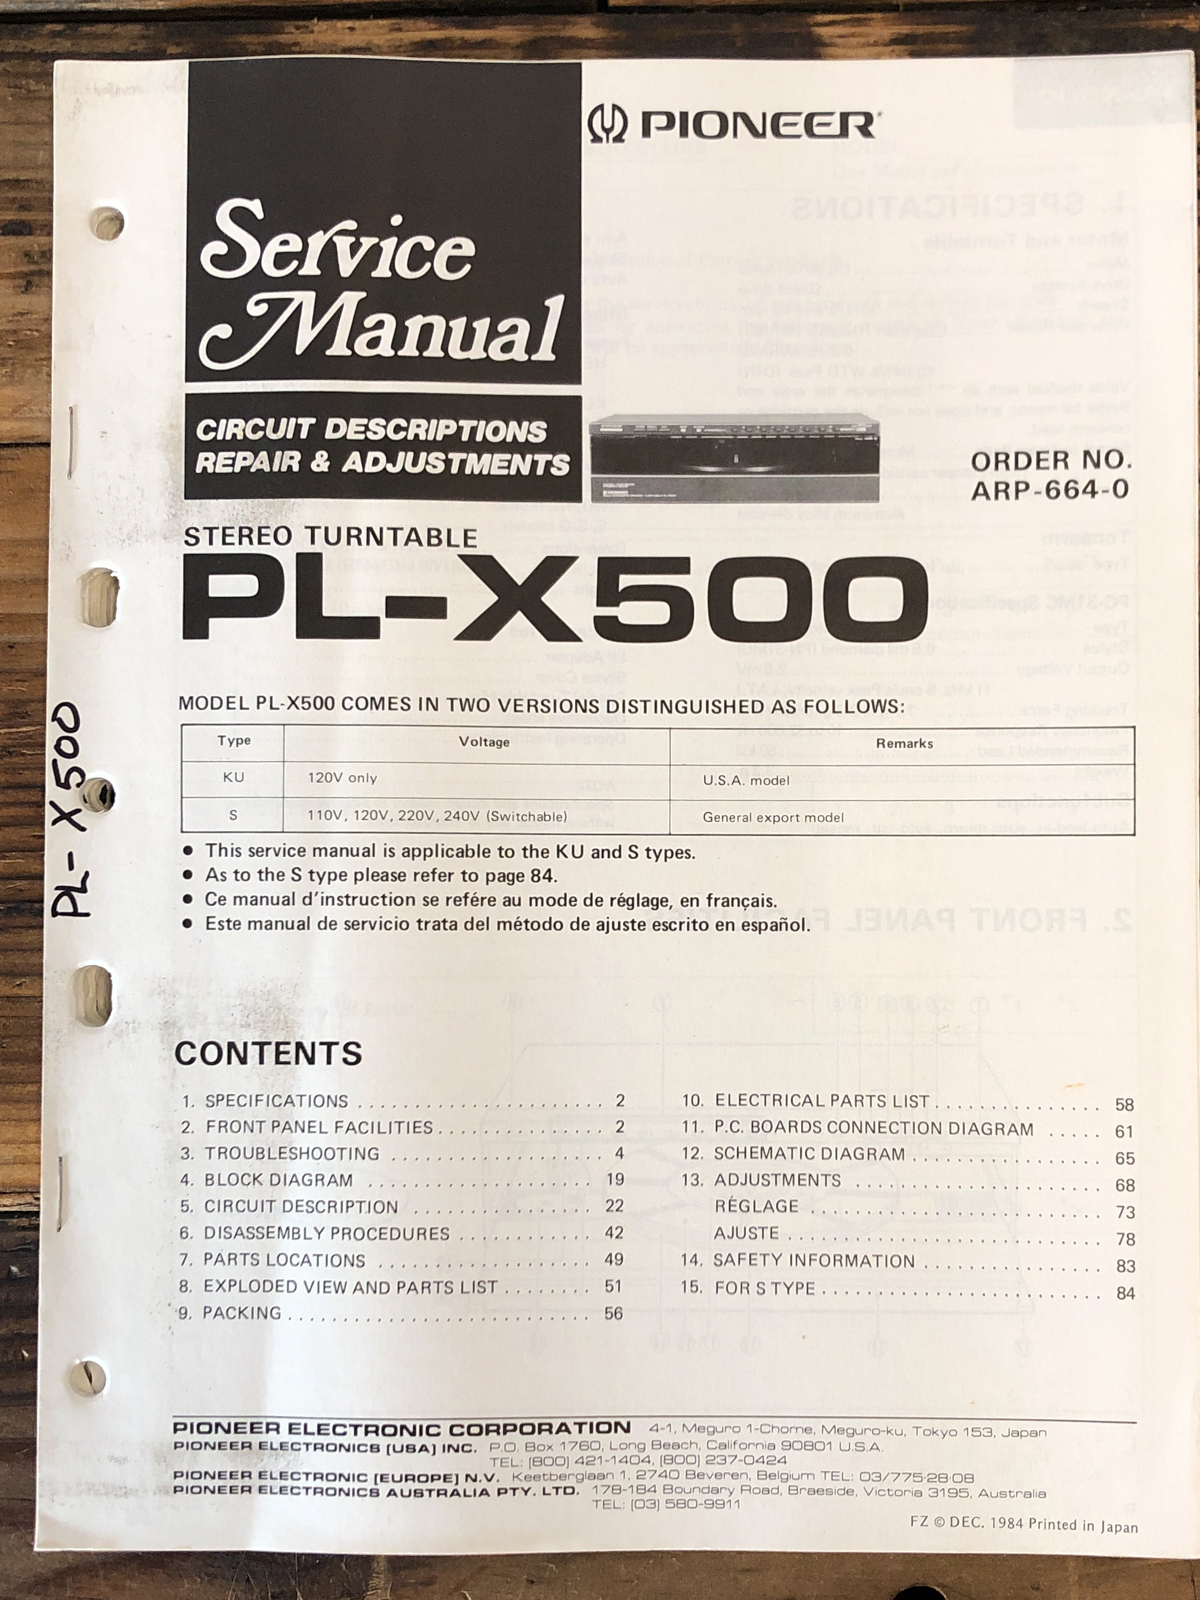 PIONEER
Service
Manual
CIRCUIT DESCRIPTIONS
REPAIR & ADJUSTMENTS
ORDER NO.
ARP-664-0
STEREO TURNTABLE
PL-X500
PL-X500
MODEL PL-X500 COMES IN TWO VERSIONS DISTINGUISHED AS FOLLOWS:
Type Voltage Remarks
KU 120V only U.S.A. model
S 110V, 120V, 220V, 240V (Switchable) General export model
● This service manual is applicable to the KU and S types.
● As to the S type please refer to page 84.
● Ce manual d'instruction se refére au mode de réglage, en français.
● Este manual de servicio trata del método de ajuste escrito en español.
CONTENTS
1. SPECIFICATIONS ........................ 2
2. FRONT PANEL FACILITIES ................ 2
3. TROUBLESHOOTING ...................... 4
4. BLOCK DIAGRAM ....................... 19
5. CIRCUIT DESCRIPTION ................... 22
6. DISASSEMBLY PROCEDURES ............ 42
7. PARTS LOCATIONS .................... 49
8. EXPLODED VIEW AND PARTS LIST ........ 51
9. PACKING ............................ 56
10. ELECTRICAL PARTS LIST ................ 58
11. P.C. BOARDS CONNECTION DIAGRAM ..... 61
12. SCHEMATIC DIAGRAM .................. 65
13. ADJUSTMENTS ....................... 68
RÉGLAGE ........................... 73
AJUSTE ............................. 78
14. SAFETY INFORMATION ................. 83
15. FOR S TYPE .......................... 84
PIONEER ELECTRONIC CORPORATION 4-1, Meguro 1-Chome, Meguro-ku, Tokyo 153, Japan
PIONEER ELECTRONICS [USA] INC. P.O. Box 1760, Long Beach, California 90801 U.S.A.
TEL: [800] 421-1404, [800] 237-0424
PIONEER ELECTRONIC [EUROPE] N.V. Keetberglaan 1, 2740 Beveren, Belgium TEL: 03/775·28·08
PIONEER ELECTRONICS AUSTRALIA PTY. LTD. 178-184 Boundary Road, Braeside, Victoria 3195, Australia
TEL: [03] 580-9911
FZ © DEC. 1984 Printed in Japan